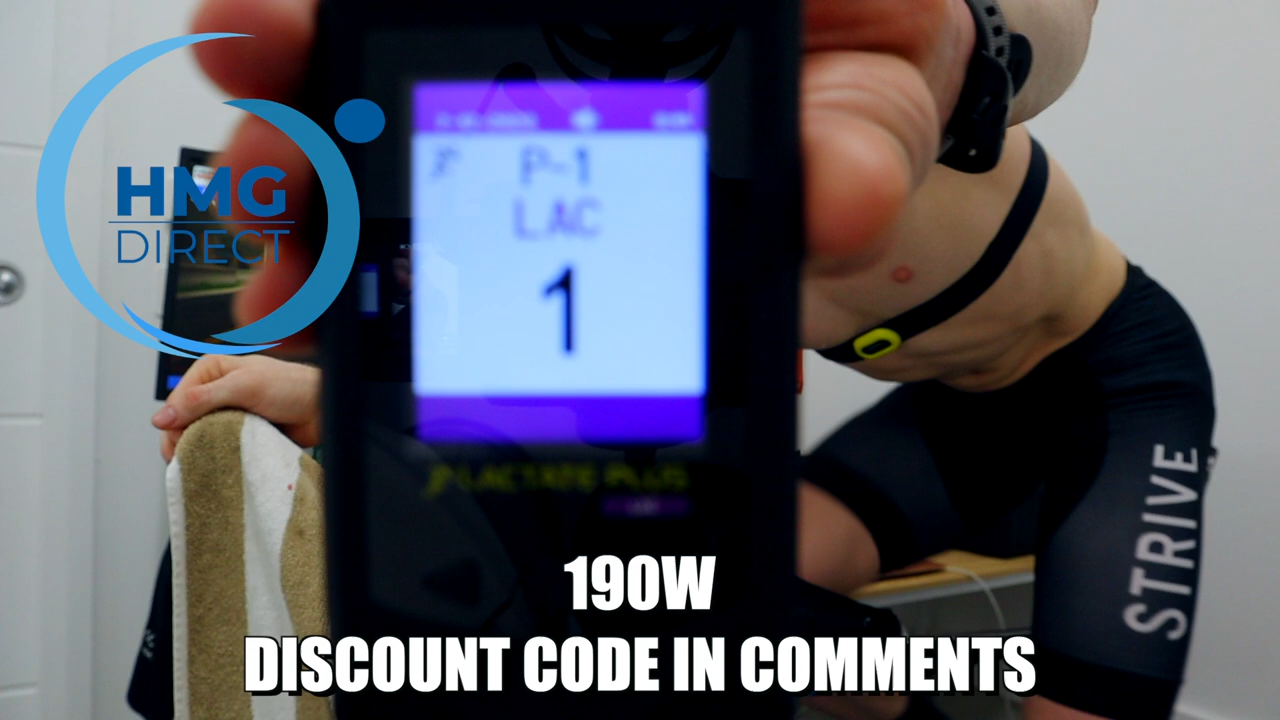 HMG
DIRECT
P-1
LAC
1
LACTATE PLUS
STRIVE
190W
DISCOUNT CODE IN COMMENTS